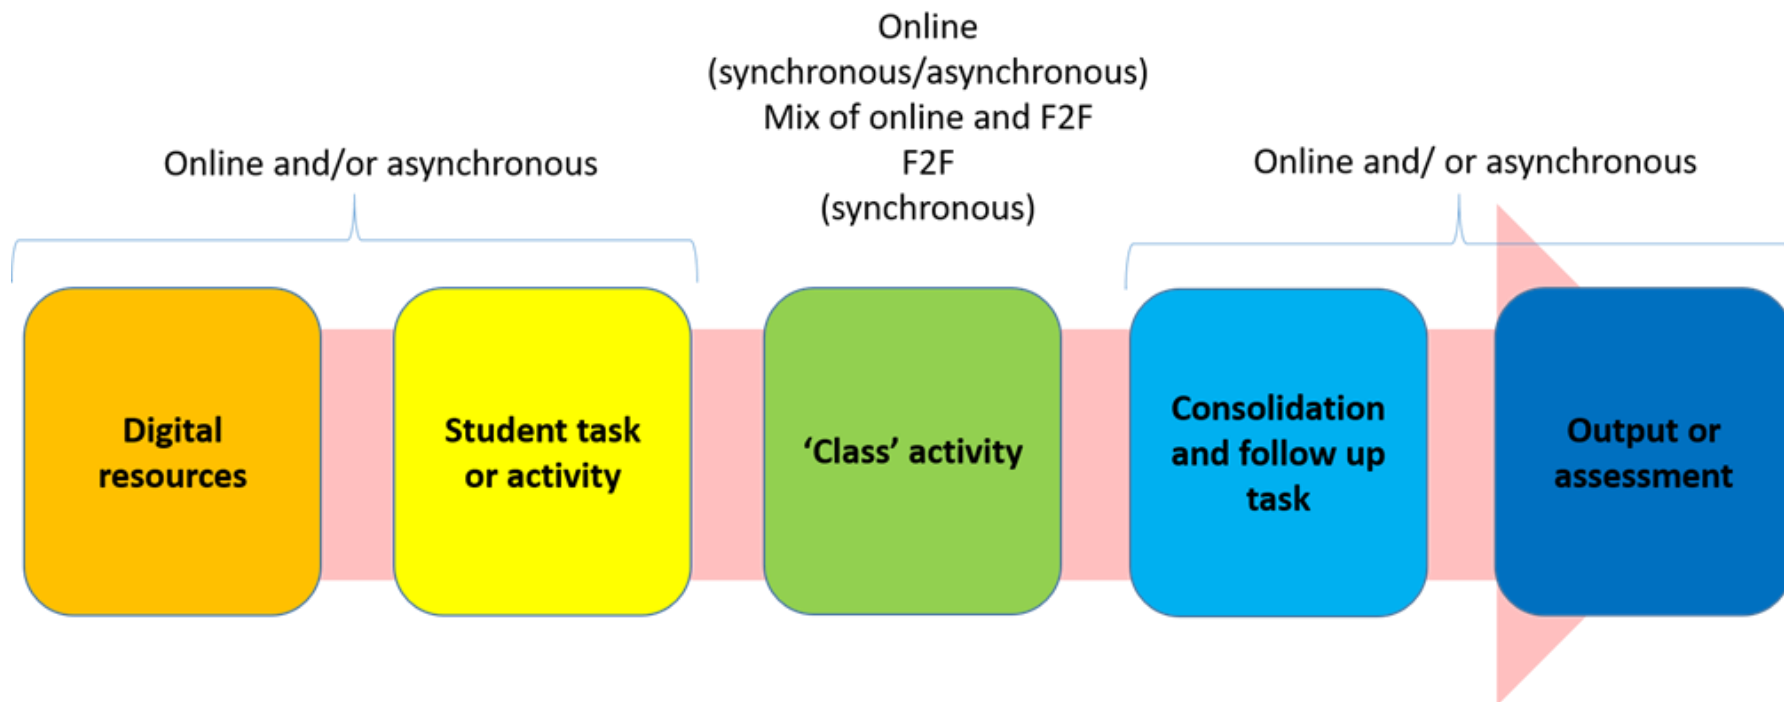 Online
(synchronous/asynchronous)
Mix of online and F2F
F2F
(synchronous)
Online and/or asynchronous
Online and/ or asynchronous
Digital
resources
Student task
or activity
‘Class’ activity
Consolidation
and follow up
task
Output or
assessment